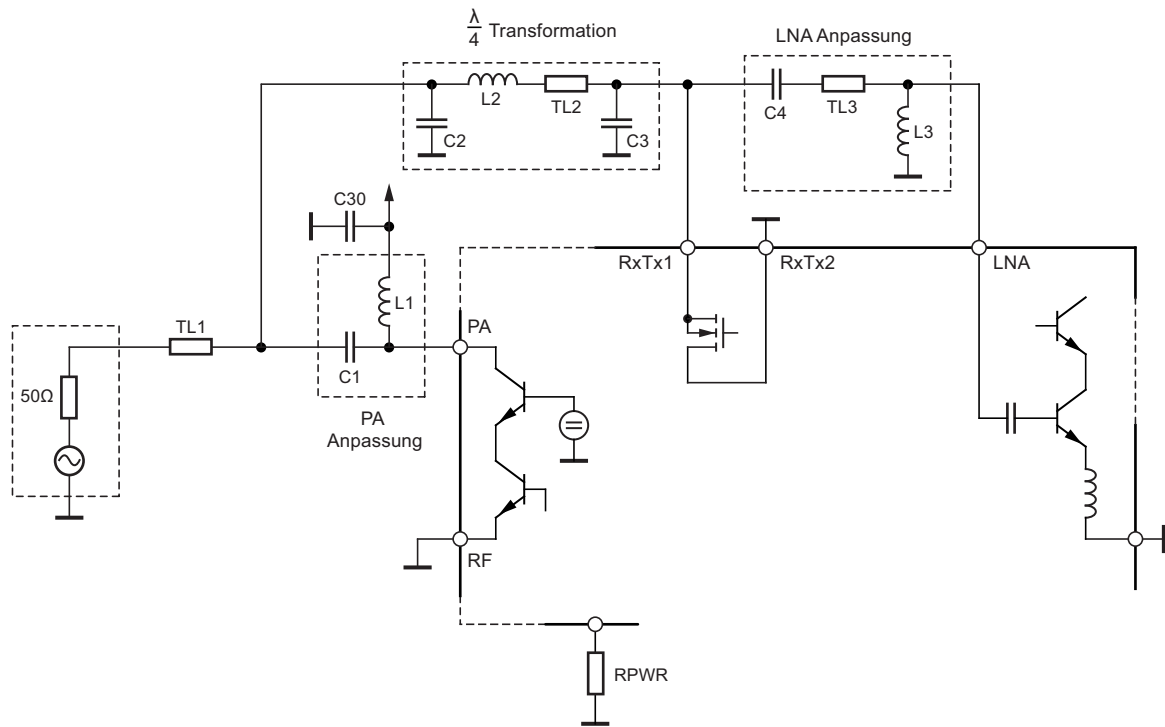 λ/4 Transformation
LNA Anpassung
L2
TL2
C2
C3
C4
TL3
L3
C30
L1
RxTx1
RxTx2
LNA
TL1
PA
C1
50Ω
PA
Anpassung
RF
RPWR